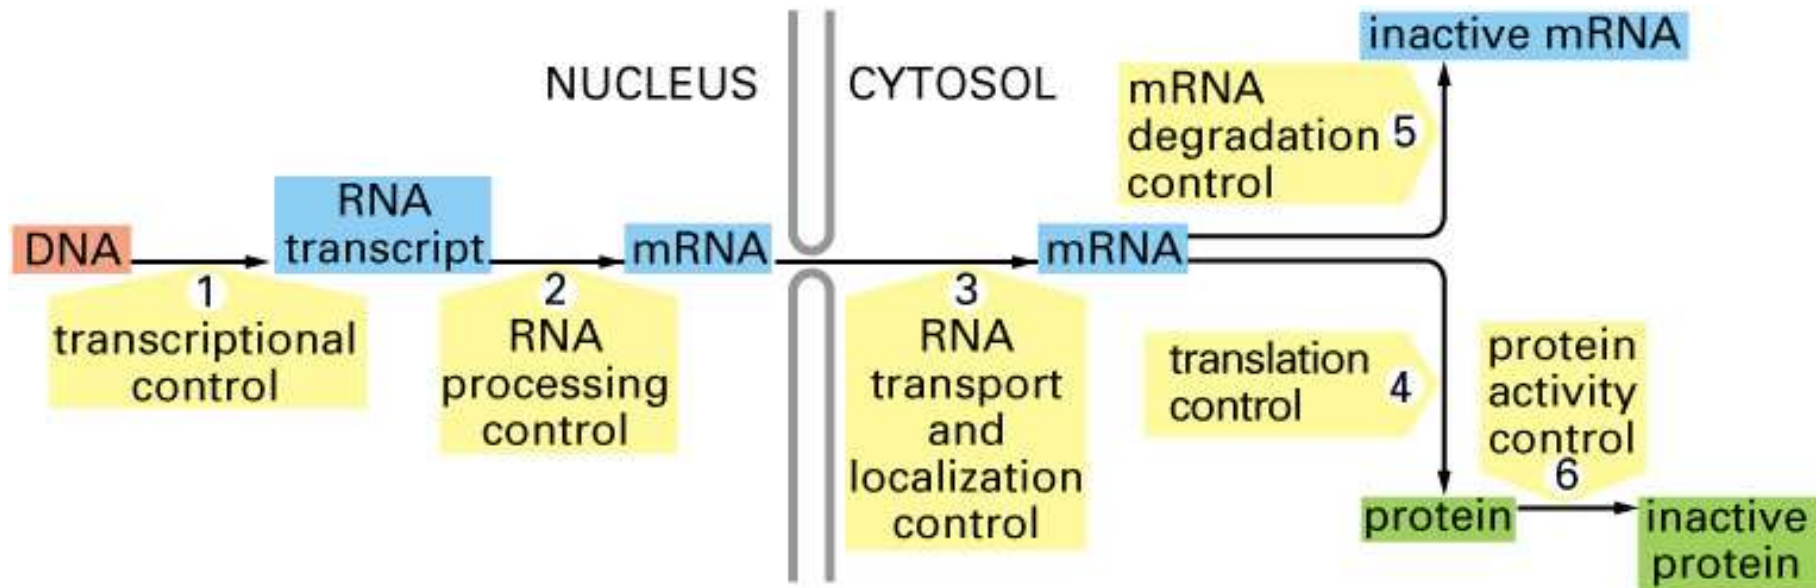 NUCLEUS
CYTOSOL
DNA
1
transcriptional
control
RNA
transcript
2
RNA
processing
control
mRNA
3
RNA
transport
and
localization
control
mRNA
mRNA
degradation 5
control
inactive mRNA
translation
control 4
protein
activity
control
6
protein
inactive
protein